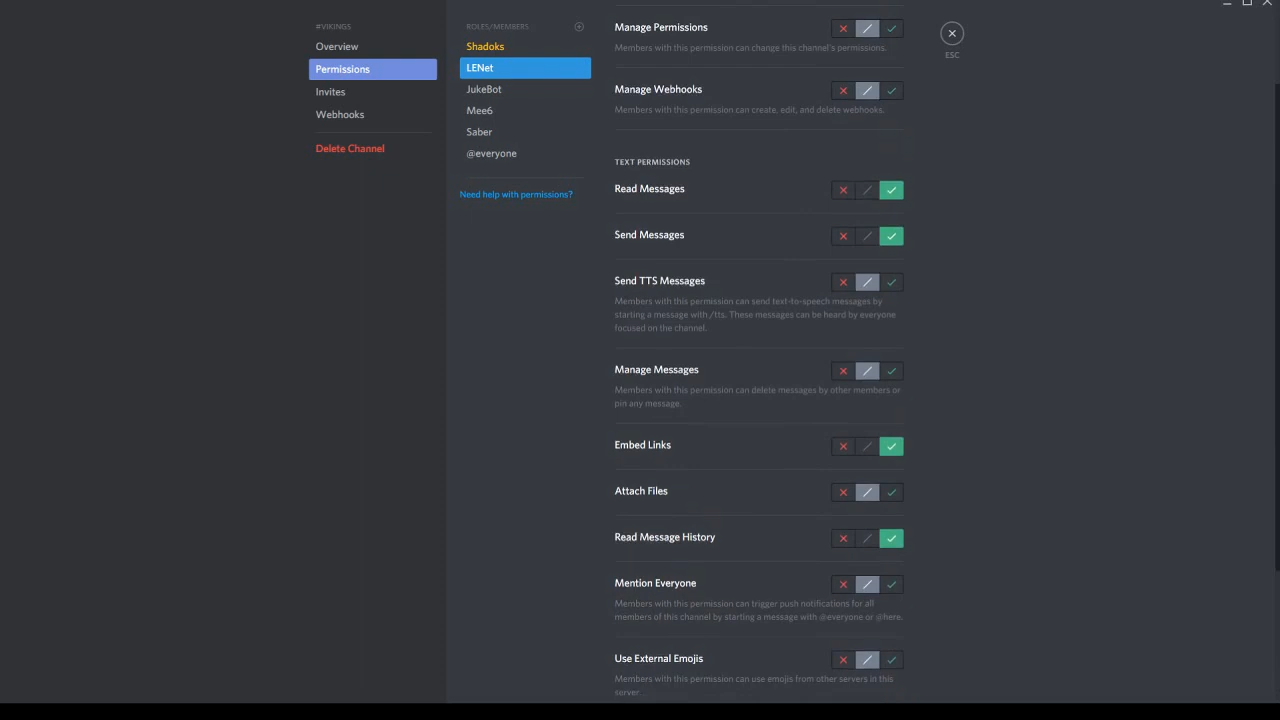 #VIKINGS
Overview
Permissions
Invites
Webhooks
Delete Channel
ROLES/MEMBERS
Shadoks
LENet
JukeBot
Mee6
Saber
@everyone
Need help with permissions?
Manage Permissions
Members with this permission can change this channel's permissions.
Manage Webhooks
Members with this permission can create, edit, and delete webhooks.
TEXT PERMISSIONS
Read Messages
Send Messages
Send TTS Messages
Members with this permission can send text-to-speech messages by
starting a message with /tts. These messages can be heard by everyone
focused on the channel.
Manage Messages
Members with this permission can delete messages by other members or
pin any message.
Embed Links
Attach Files
Read Message History
Mention Everyone
Members with this permission can trigger push notifications for all
members of this channel by starting a message with @everyone or @here.
Use External Emojis
Members with this permission can use emojis from other servers in this
server.
ESC